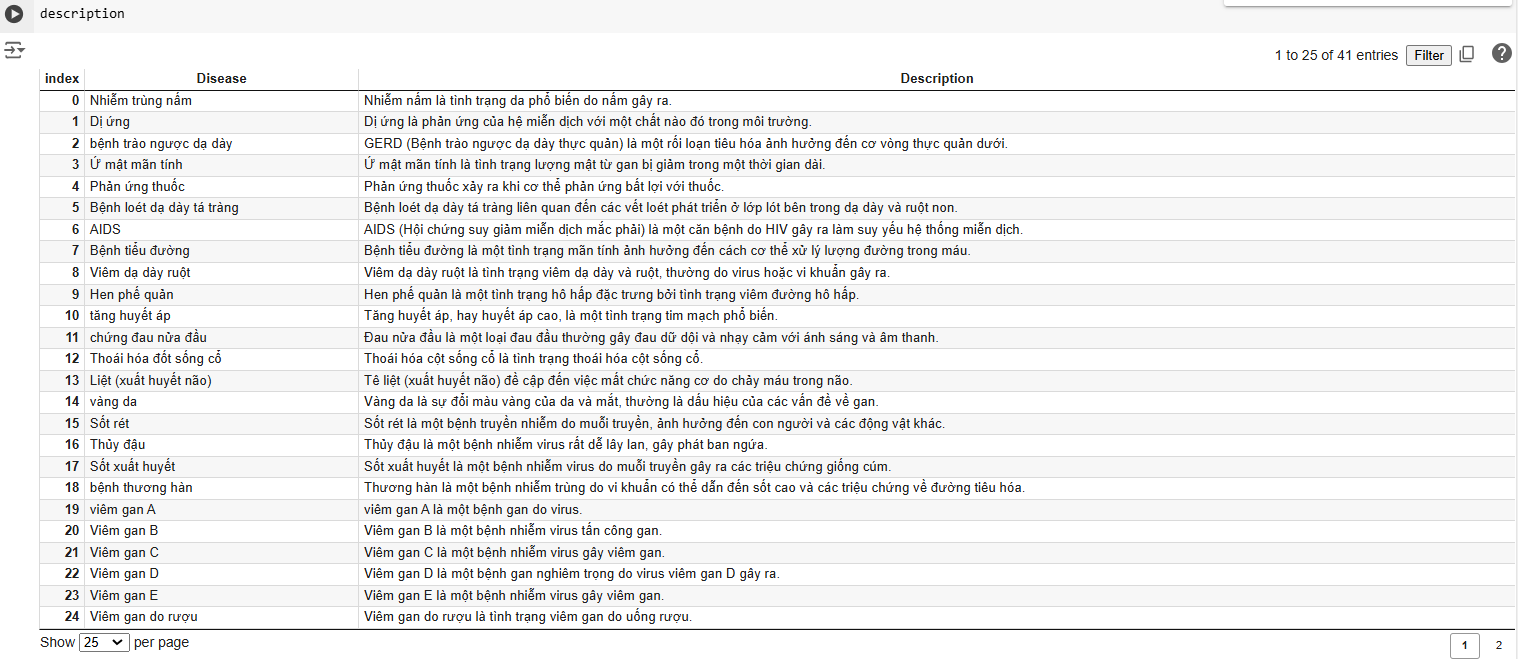 description
1 to 25 of 41 entries Filter
index Disease Description
0 Nhiễm trùng nấm Nhiễm nấm là tình trạng da phổ biến do nấm gây ra.
1 Dị ứng Dị ứng là phản ứng của hệ miễn dịch với một chất nào đó trong môi trường.
2 bệnh trào ngược dạ dày GERD (Bệnh trào ngược dạ dày thực quản) là một rối loạn tiêu hóa ảnh hưởng đến cơ vòng thực quản dưới.
3 Ứ mật mãn tính Ứ mật mãn tính là tình trạng lượng mật từ gan bị giảm trong một thời gian dài.
4 Phản ứng thuốc Phản ứng thuốc xảy ra khi cơ thể phản ứng bất lợi với thuốc.
5 Bệnh loét dạ dày tá tràng Bệnh loét dạ dày tá tràng liên quan đến các vết loét phát triển ở lớp lót bên trong dạ dày và ruột non.
6 AIDS AIDS (Hội chứng suy giảm miễn dịch mắc phải) là một căn bệnh do HIV gây ra làm suy yếu hệ thống miễn dịch.
7 Bệnh tiểu đường Bệnh tiểu đường là một tình trạng mãn tính ảnh hưởng đến cách cơ thể xử lý lượng đường trong máu.
8 Viêm dạ dày ruột Viêm dạ dày ruột là tình trạng viêm dạ dày và ruột, thường do virus hoặc vi khuẩn gây ra.
9 Hen phế quản Hen phế quản là một tình trạng hô hấp đặc trưng bởi tình trạng viêm đường hô hấp.
10 tăng huyết áp Tăng huyết áp, hay huyết áp cao, là một tình trạng tim mạch phổ biến.
11 chứng đau nửa đầu Đau nửa đầu là một loại đau đầu thường gây đau dữ dội và nhạy cảm với ánh sáng và âm thanh.
12 Thoái hóa đốt sống cổ Thoái hóa cột sống cổ là tình trạng thoái hóa cột sống cổ.
13 Liệt (xuất huyết não) Tê liệt (xuất huyết não) đề cập đến việc mất chức năng cơ do chảy máu trong não.
14 vàng da Vàng da là sự đổi màu vàng của da và mắt, thường là dấu hiệu của các vấn đề về gan.
15 Sốt rét Sốt rét là một bệnh truyền nhiễm do muỗi truyền, ảnh hưởng đến con người và các động vật khác.
16 Thủy đậu Thủy đậu là một bệnh nhiễm virus rất dễ lây lan, gây phát ban ngứa.
17 Sốt xuất huyết Sốt xuất huyết là một bệnh nhiễm virus do muỗi truyền gây ra các triệu chứng giống cúm.
18 bệnh thương hàn Thương hàn là một bệnh nhiễm trùng do vi khuẩn có thể dẫn đến sốt cao và các triệu chứng về đường tiêu hóa.
19 viêm gan A viêm gan A là một bệnh gan do virus.
20 Viêm gan B Viêm gan B là một bệnh nhiễm virus tấn công gan.
21 Viêm gan C Viêm gan C là một bệnh nhiễm virus gây viêm gan.
22 Viêm gan D Viêm gan D là một bệnh gan nghiêm trọng do virus viêm gan D gây ra.
23 Viêm gan E Viêm gan E là một bệnh nhiễm virus gây viêm gan.
24 Viêm gan do rượu Viêm gan do rượu là tình trạng viêm gan do uống rượu.
Show 25 per page 1 2